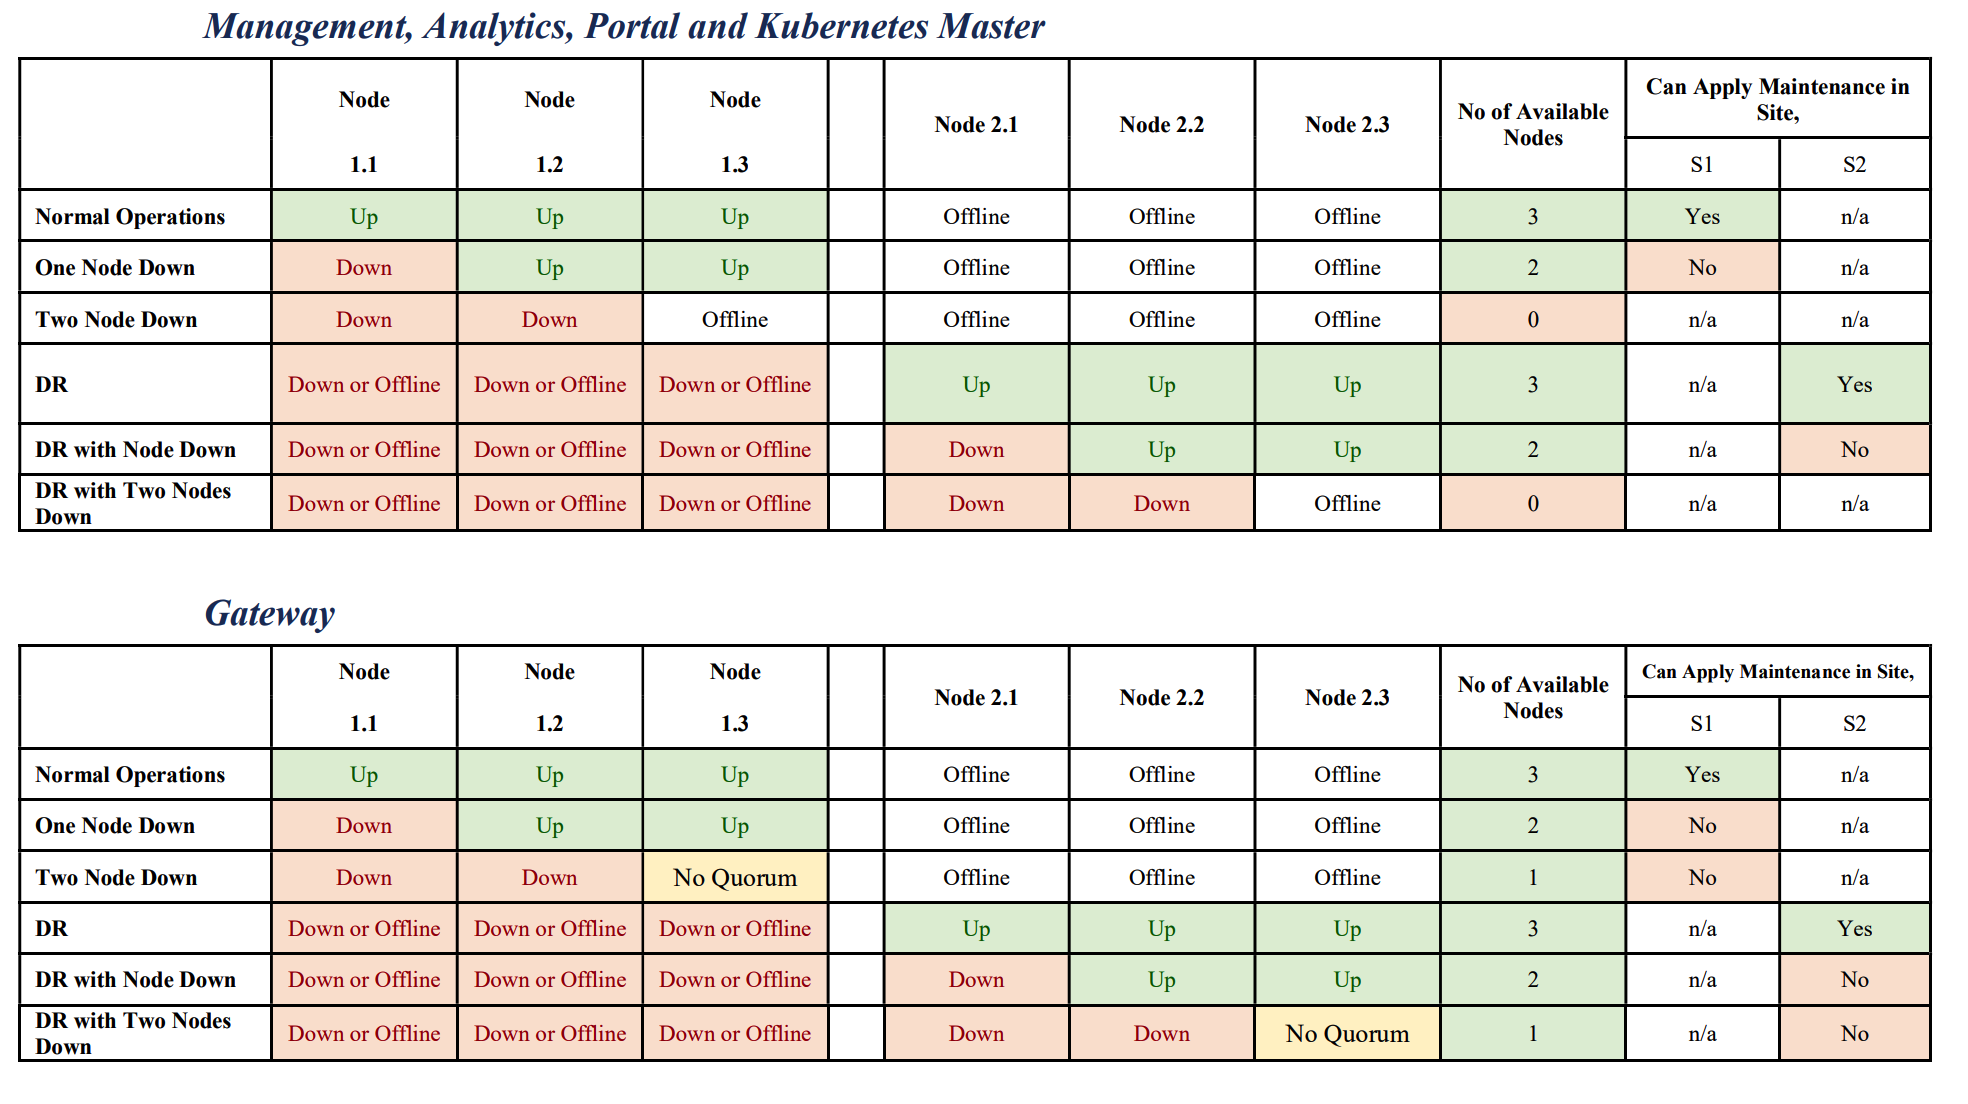 Management, Analytics, Portal and Kubernetes Master
Node 1.1 Node 1.2 Node 1.3 Node 2.1 Node 2.2 Node 2.3 No of Available Nodes Can Apply Maintenance in Site,
S1 S2
Normal Operations Up Up Up Offline Offline Offline 3 Yes n/a
One Node Down Down Up Up Offline Offline Offline 2 No n/a
Two Node Down Down Down Offline Offline Offline Offline 0 n/a n/a
DR Down or Offline Down or Offline Down or Offline Up Up Up 3 n/a Yes
DR with Node Down Down or Offline Down or Offline Down or Offline Down Up Up 2 n/a No
DR with Two Nodes Down Down or Offline Down or Offline Down or Offline Down Down Offline 0 n/a n/a
Gateway
Node 1.1 Node 1.2 Node 1.3 Node 2.1 Node 2.2 Node 2.3 No of Available Nodes Can Apply Maintenance in Site,
S1 S2
Normal Operations Up Up Up Offline Offline Offline 3 Yes n/a
One Node Down Down Up Up Offline Offline Offline 2 No n/a
Two Node Down Down Down No Quorum Offline Offline Offline 1 No n/a
DR Down or Offline Down or Offline Down or Offline Up Up Up 3 n/a Yes
DR with Node Down Down or Offline Down or Offline Down or Offline Down Up Up 2 n/a No
DR with Two Nodes Down Down or Offline Down or Offline Down or Offline Down Down No Quorum 1 n/a No